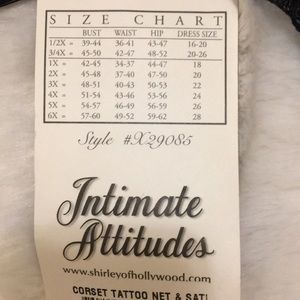 SIZE CHART
BUST WAIST HIP DRESS SIZE
1/2X = 39-44 36-41 43-47 16-20
3/4X = 45-50 42-47 48-52 20-26
1X = 42-45 34-37 44-47 18
2X = 45-48 37-40 47-50 20
3X = 48-51 40-43 50-53 22
4X = 51-54 43-46 53-56 24
5X = 54-57 46-49 56-59 26
6X = 57-60 49-52 59-62 28
Style #X29085
Intimate
Attitudes
www.shirleyofhollywood.com
CORSET TATTOO NET & SATI